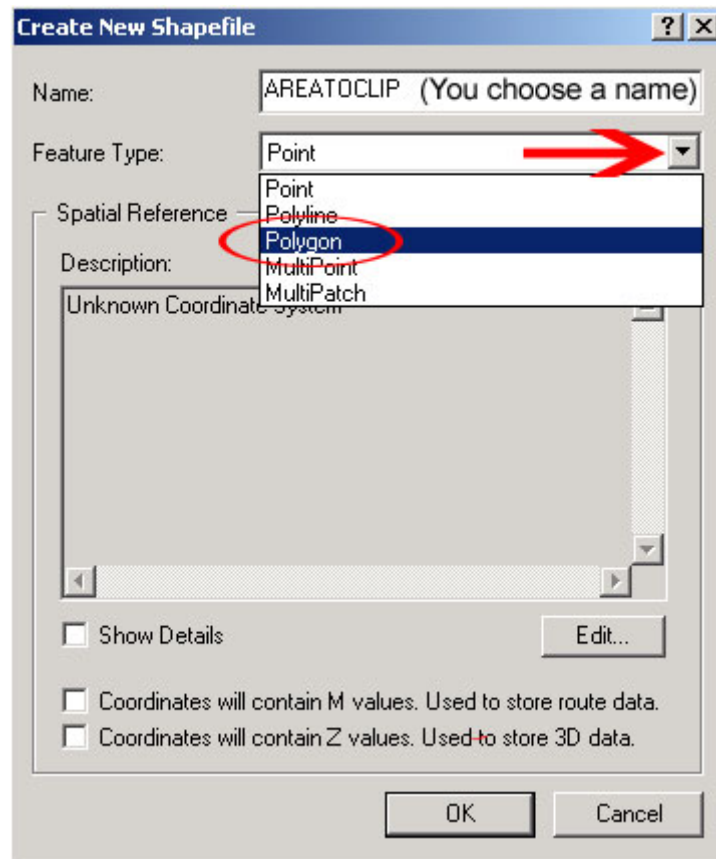 Create New Shapefile
Name: AREATOCLIP (You choose a name)
Feature Type: Point
Point
Polyline
Polygon
MultiPoint
MultiPatch
Spatial Reference
Description:
Unknown Coordinate System
Show Details
Edit...
Coordinates will contain M values. Used to store route data.
Coordinates will contain Z values. Used to store 3D data.
OK Cancel